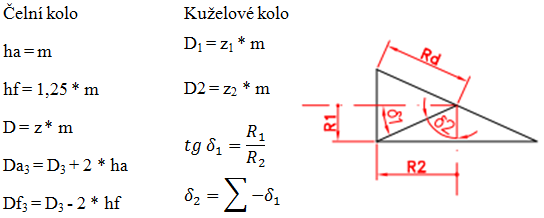 Čelní kolo
ha = m
hf = 1,25 * m
D = z * m
Da₃ = D₃ + 2 * ha
Df₃ = D₃ - 2 * hf
Kuželové kolo
D₁ = z₁ * m
D2 = z₂ * m
tg δ₁ = R₁ / R₂
δ₂ = ∑ −δ₁
Rd
R1
δ1
δ2
R2